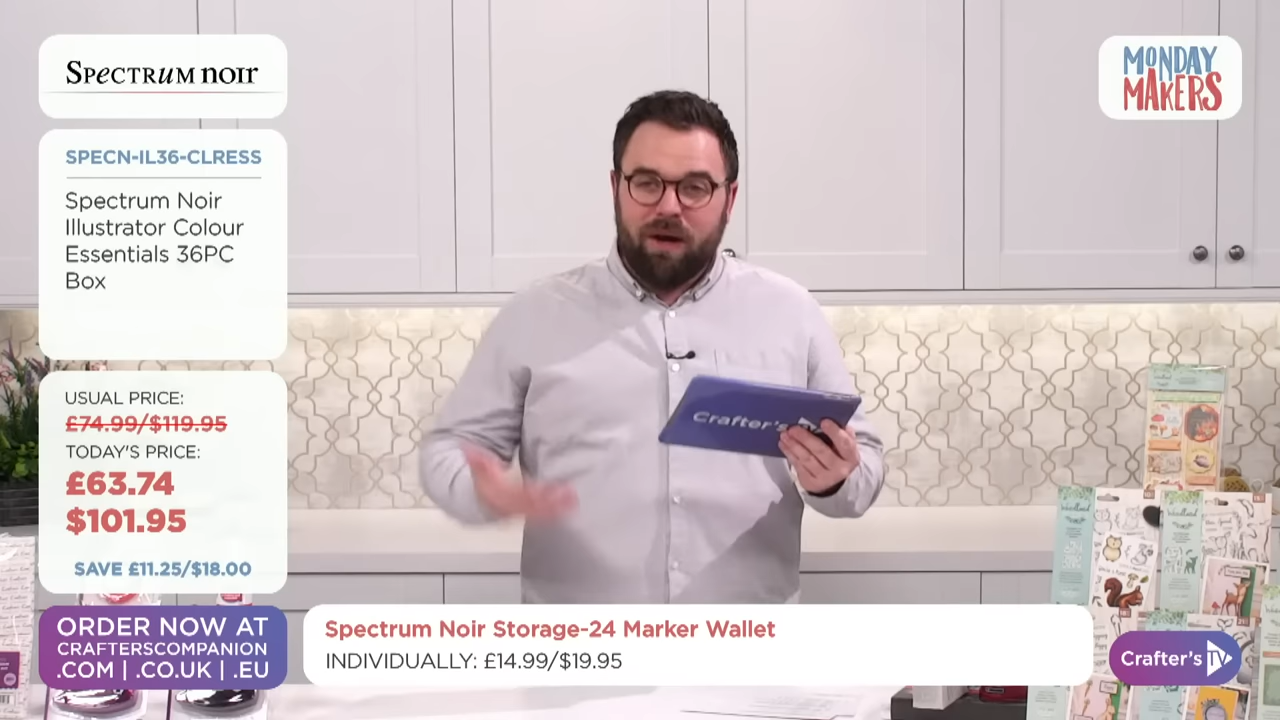 Spectrum noir
SPECN-IL36-CLRESS
Spectrum Noir
Illustrator Colour
Essentials 36PC
Box
USUAL PRICE:
£74.99/$119.95
TODAY'S PRICE:
£63.74
$101.95
SAVE £11.25/$18.00
ORDER NOW AT
CRAFTERSCOMPANION
.COM | .CO.UK | .EU
MONDAY
MAKERS
Crafter's
Spectrum Noir Storage-24 Marker Wallet
INDIVIDUALLY: £14.99/$19.95
Crafter's TV